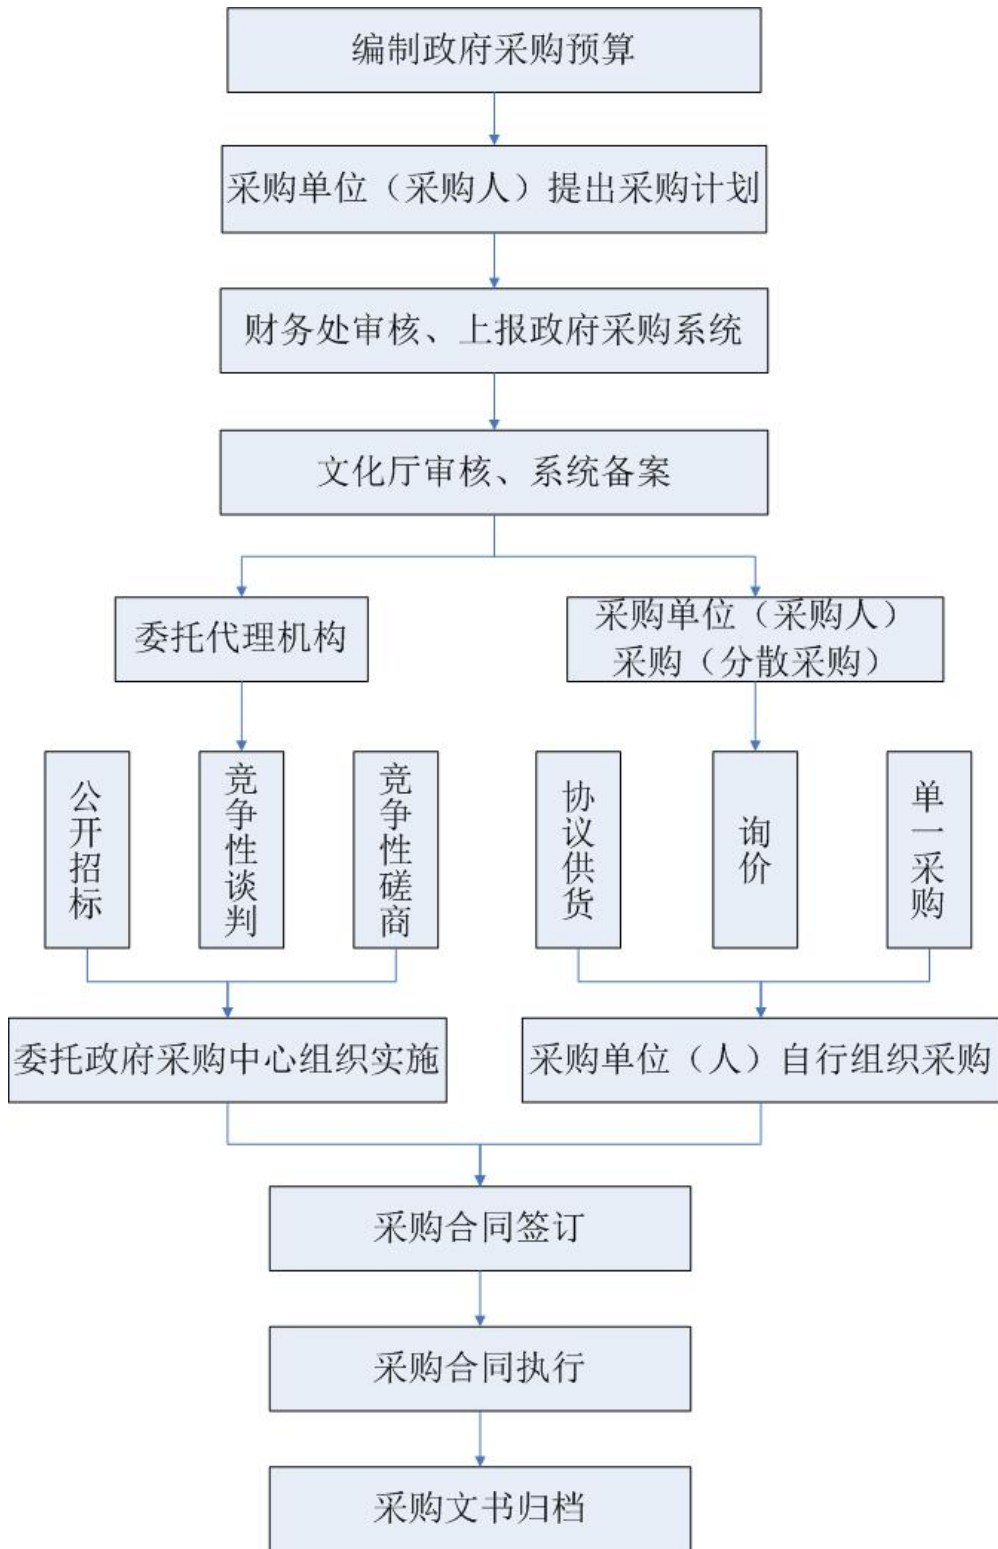 编制政府采购预算
采购单位（采购人）提出采购计划
财务处审核、上报政府采购系统
文化厅审核、系统备案
委托代理机构
采购单位（采购人）
采购（分散采购）
公开招标
竞争性谈判
竞争性磋商
协议供货
询价
单一采购
委托政府采购中心组织实施
采购单位（人）自行组织采购
采购合同签订
采购合同执行
采购文书归档